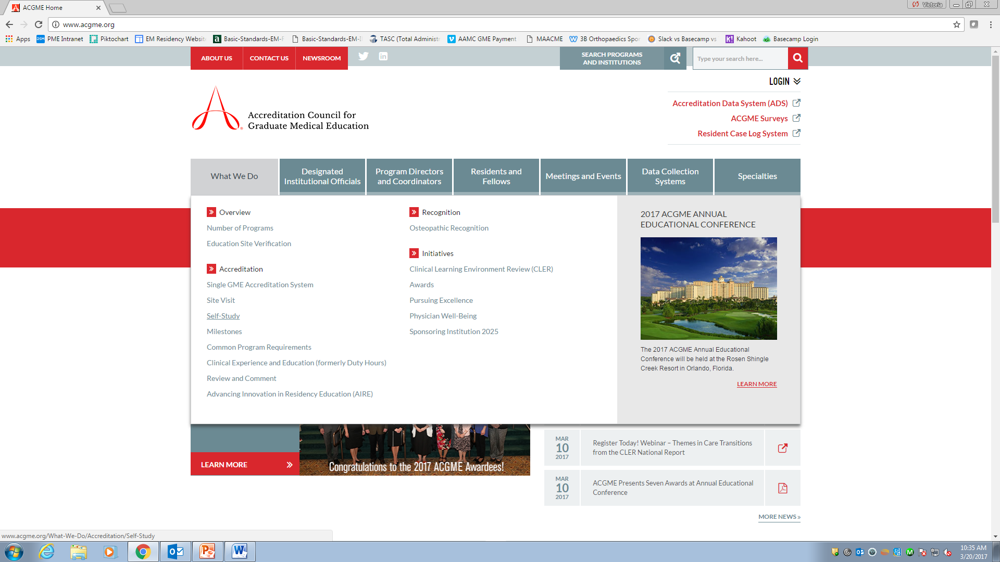 ACGME Home
Victoria
www.acgme.org
Apps
PME Intranet
Piktochart
EM Residency Website
Basic-Standards-EM-F
Basic-Standards-EM-I
TASC (Total Administ
AAMC GME Payment
MAACME
3B Orthopaedics Spor
Slack vs Basecamp vs
Kahoot
Basecamp Login
ABOUT US
CONTACT US
NEWSROOM
SEARCH PROGRAMS
AND INSTITUTIONS
Type your search here...
LOGIN
Accreditation Data System (ADS)
ACGME Surveys
Resident Case Log System
Accreditation Council for
Graduate Medical Education
What We Do
Designated
Institutional Officials
Program Directors
and Coordinators
Residents and
Fellows
Meetings and Events
Data Collection
Systems
Specialties
Overview
Number of Programs
Education Site Verification
Accreditation
Single GME Accreditation System
Site Visit
Self-Study
Milestones
Common Program Requirements
Clinical Experience and Education (formerly Duty Hours)
Review and Comment
Advancing Innovation in Residency Education (AIRE)
Recognition
Osteopathic Recognition
Initiatives
Clinical Learning Environment Review (CLER)
Awards
Pursuing Excellence
Physician Well-Being
Sponsoring Institution 2025
2017 ACGME ANNUAL
EDUCATIONAL CONFERENCE
The 2017 ACGME Annual Educational
Conference will be held at the Rosen Shingle
Creek Resort in Orlando, Florida.
LEARN MORE
LEARN MORE
Congratulations to the 2017 ACGME Awardees!
MAR
10
2017
Register Today! Webinar – Themes in Care Transitions
from the CLER National Report
MAR
10
2017
ACGME Presents Seven Awards at Annual Educational
Conference
MORE NEWS »
www.acgme.org/What-We-Do/Accreditation/Self-Study
10:35 AM
3/20/2017